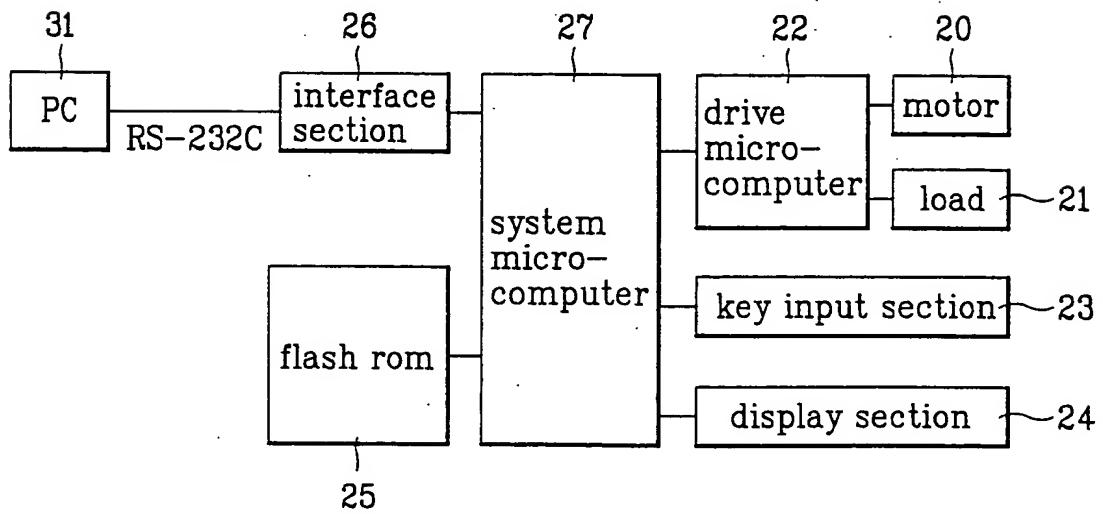 31
26
27
22
20
PC
RS-232C
interface
section
system
micro-
computer
drive
micro-
computer
motor
load
21
key input section
23
display section
24
flash rom
25